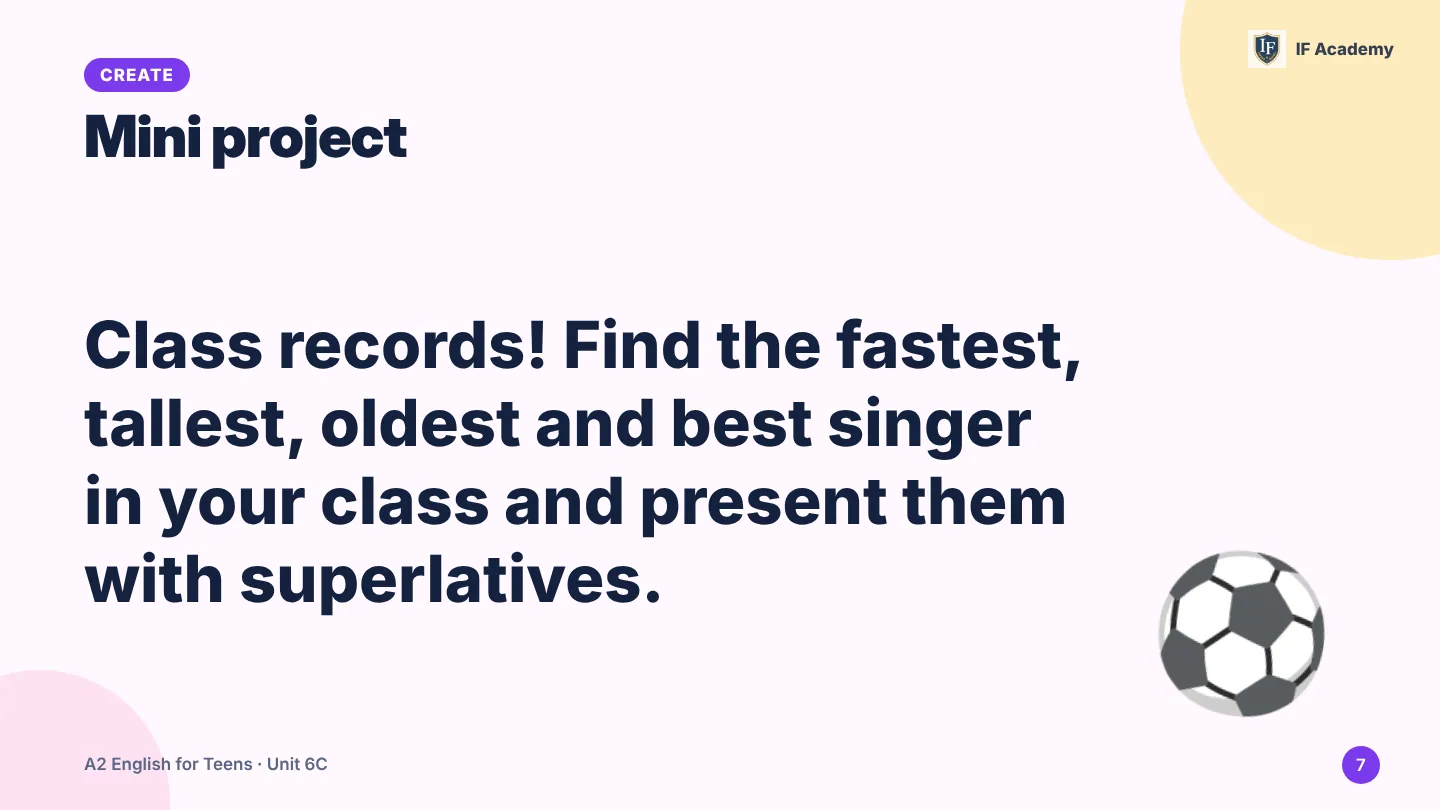 IF
IF Academy
CREATE
Mini project
Class records! Find the fastest,
tallest, oldest and best singer
in your class and present them
with superlatives.
A2 English for Teens · Unit 6C
7